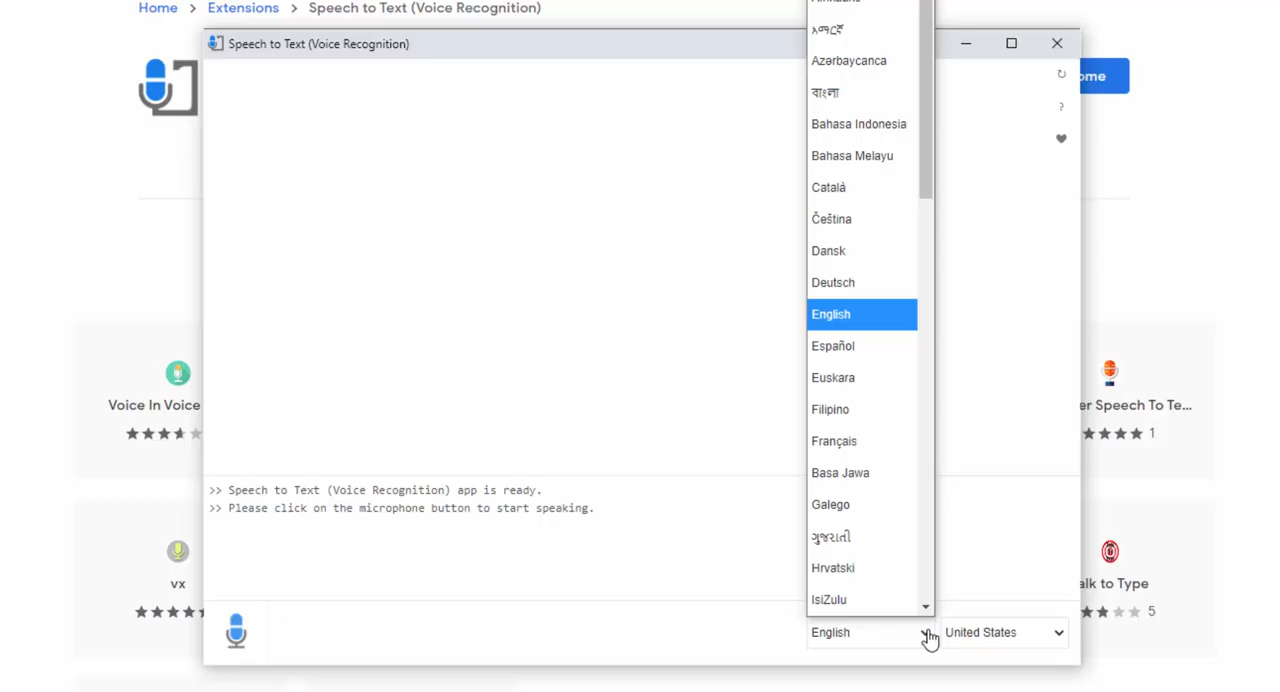 Home > Extensions > Speech to Text (Voice Recognition)
Speech to Text (Voice Recognition)
ome
አማርኛ
Azərbaycanca
বাংলা
Bahasa Indonesia
Bahasa Melayu
Català
Čeština
Dansk
Deutsch
English
Español
Euskara
Filipino
Français
Basa Jawa
Galego
ગુજરાતી
Hrvatski
IsiZulu
Voice In Voice
er Speech To Te...
1
>> Speech to Text (Voice Recognition) app is ready.
>> Please click on the microphone button to start speaking.
vx
alk to Type
5
English
United States